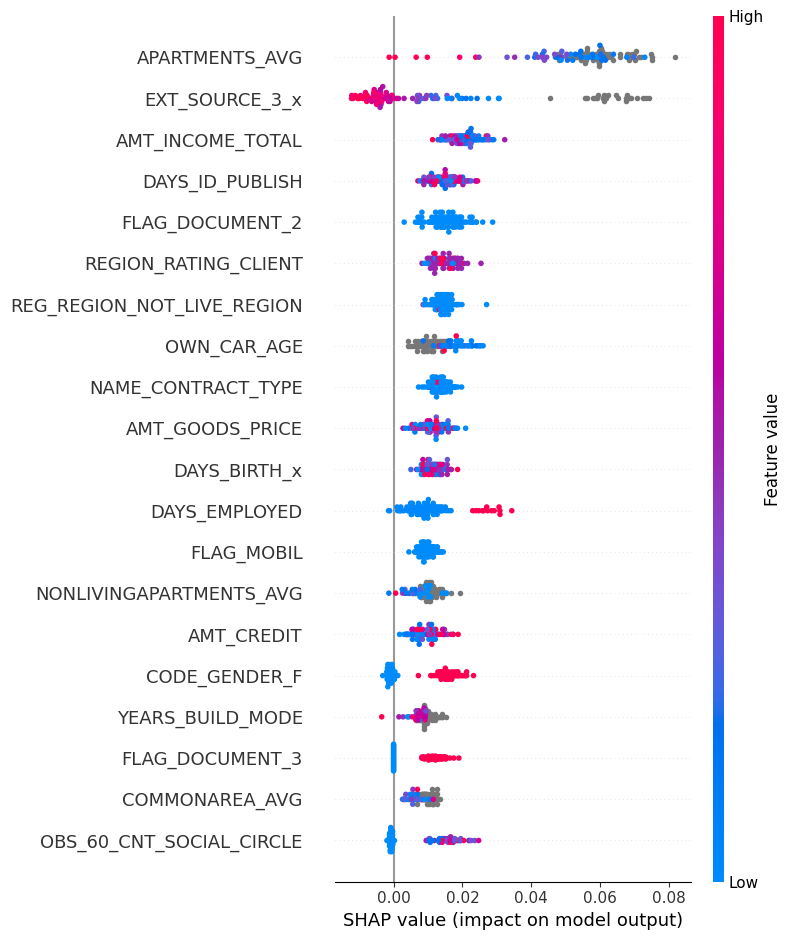 High
APARTMENTS_AVG
EXT_SOURCE_3_x
AMT_INCOME_TOTAL
DAYS_ID_PUBLISH
FLAG_DOCUMENT_2
REGION_RATING_CLIENT
REG_REGION_NOT_LIVE_REGION
OWN_CAR_AGE
NAME_CONTRACT_TYPE
AMT_GOODS_PRICE
DAYS_BIRTH_x
DAYS_EMPLOYED
FLAG_MOBIL
NONLIVINGAPARTMENTS_AVG
AMT_CREDIT
CODE_GENDER_F
YEARS_BUILD_MODE
FLAG_DOCUMENT_3
COMMONAREA_AVG
OBS_60_CNT_SOCIAL_CIRCLE
Feature value
Low
0.00 0.02 0.04 0.06 0.08
SHAP value (impact on model output)